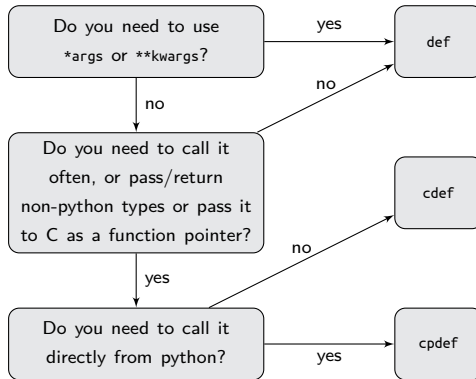 Do you need to use
*args or **kwargs?
yes
def
no
no
Do you need to call it
often, or pass/return
non-python types or pass it
to C as a function pointer?
cdef
no
yes
Do you need to call it
directly from python?
yes
cpdef